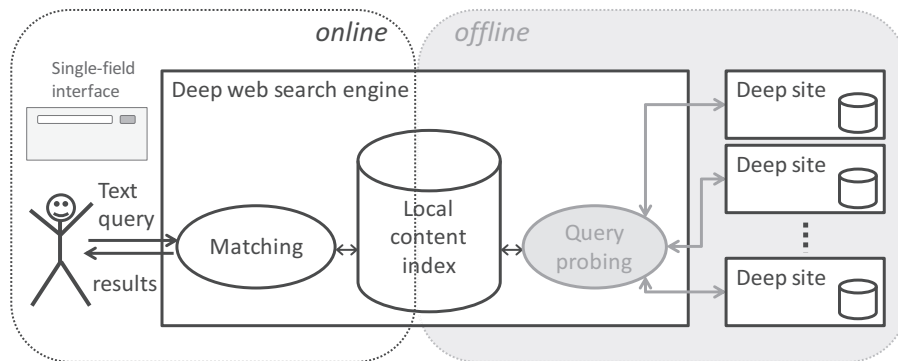 online
offline
Single-field
interface
Deep web search engine
Deep site
Deep site
Deep site
Text
query
results
Matching
Local
content
index
Query
probing